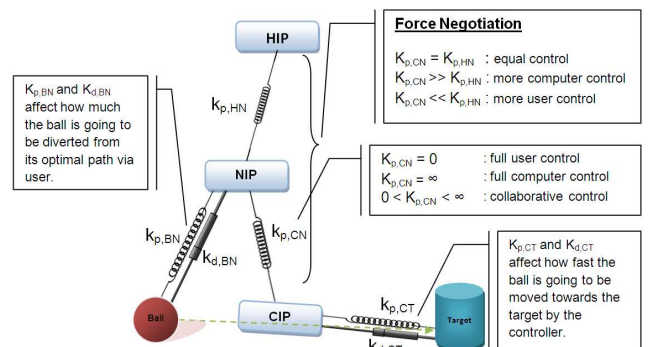 HIP
Force Negotiation
Kp,CN = Kp,HN : equal control
Kp,CN >> Kp,HN : more computer control
Kp,CN << Kp,HN : more user control
Kp,BN and Kd,BN
affect how much
the ball is going to
be diverted from
its optimal path via
user.
kp,HN
NIP
Kp,CN = 0 : full user control
Kp,CN = ∞ : full computer control
0 < Kp,CN < ∞ : collaborative control
kp,BN
kd,BN
kp,CN
Kp,CT and Kd,CT
affect how fast the
ball is going to be
moved towards the
target by the
controller.
kp,CT
Ball
CIP
Target